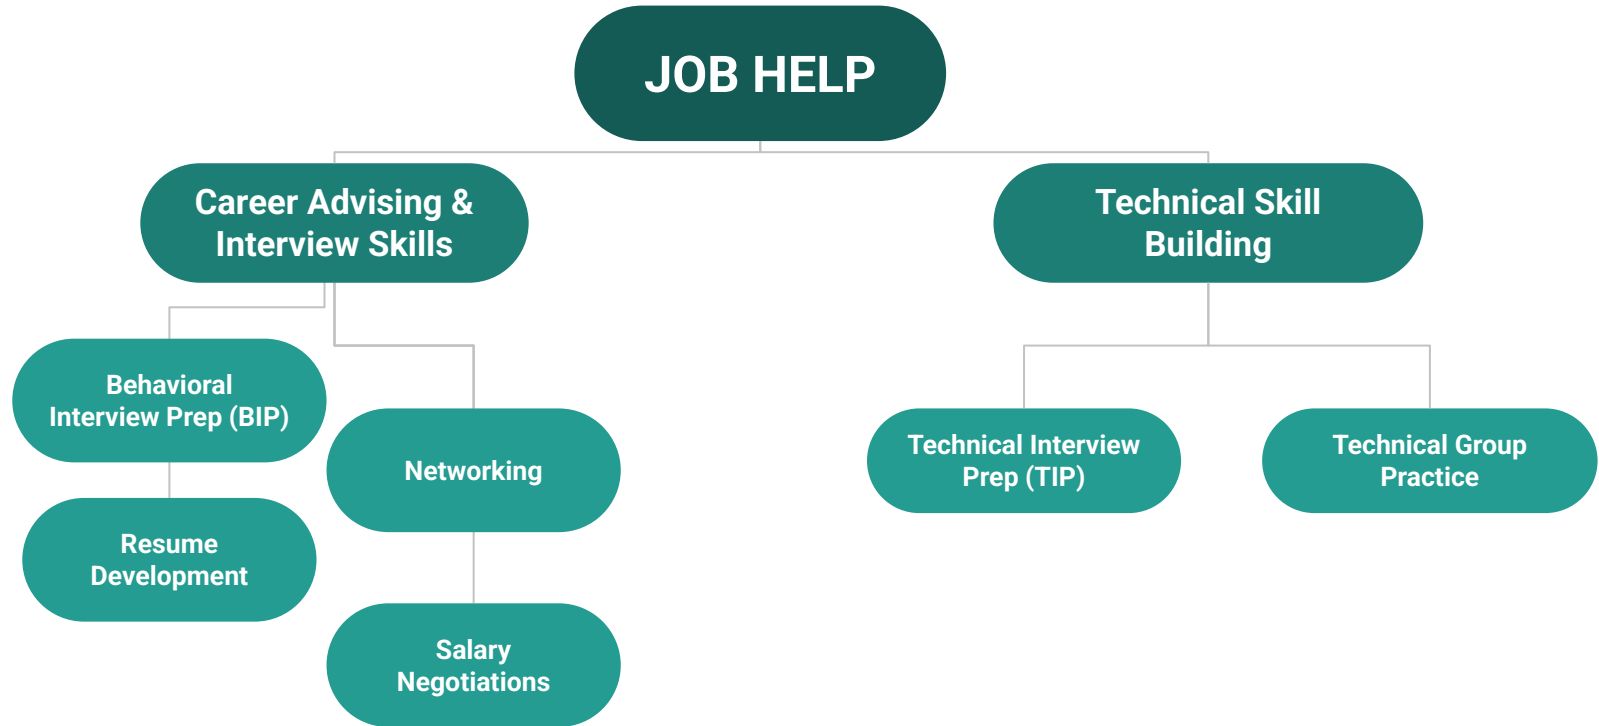 JOB HELP
Career Advising &
Interview Skills
Technical Skill
Building
Behavioral
Interview Prep (BIP)
Networking
Technical Interview
Prep (TIP)
Technical Group
Practice
Resume
Development
Salary
Negotiations